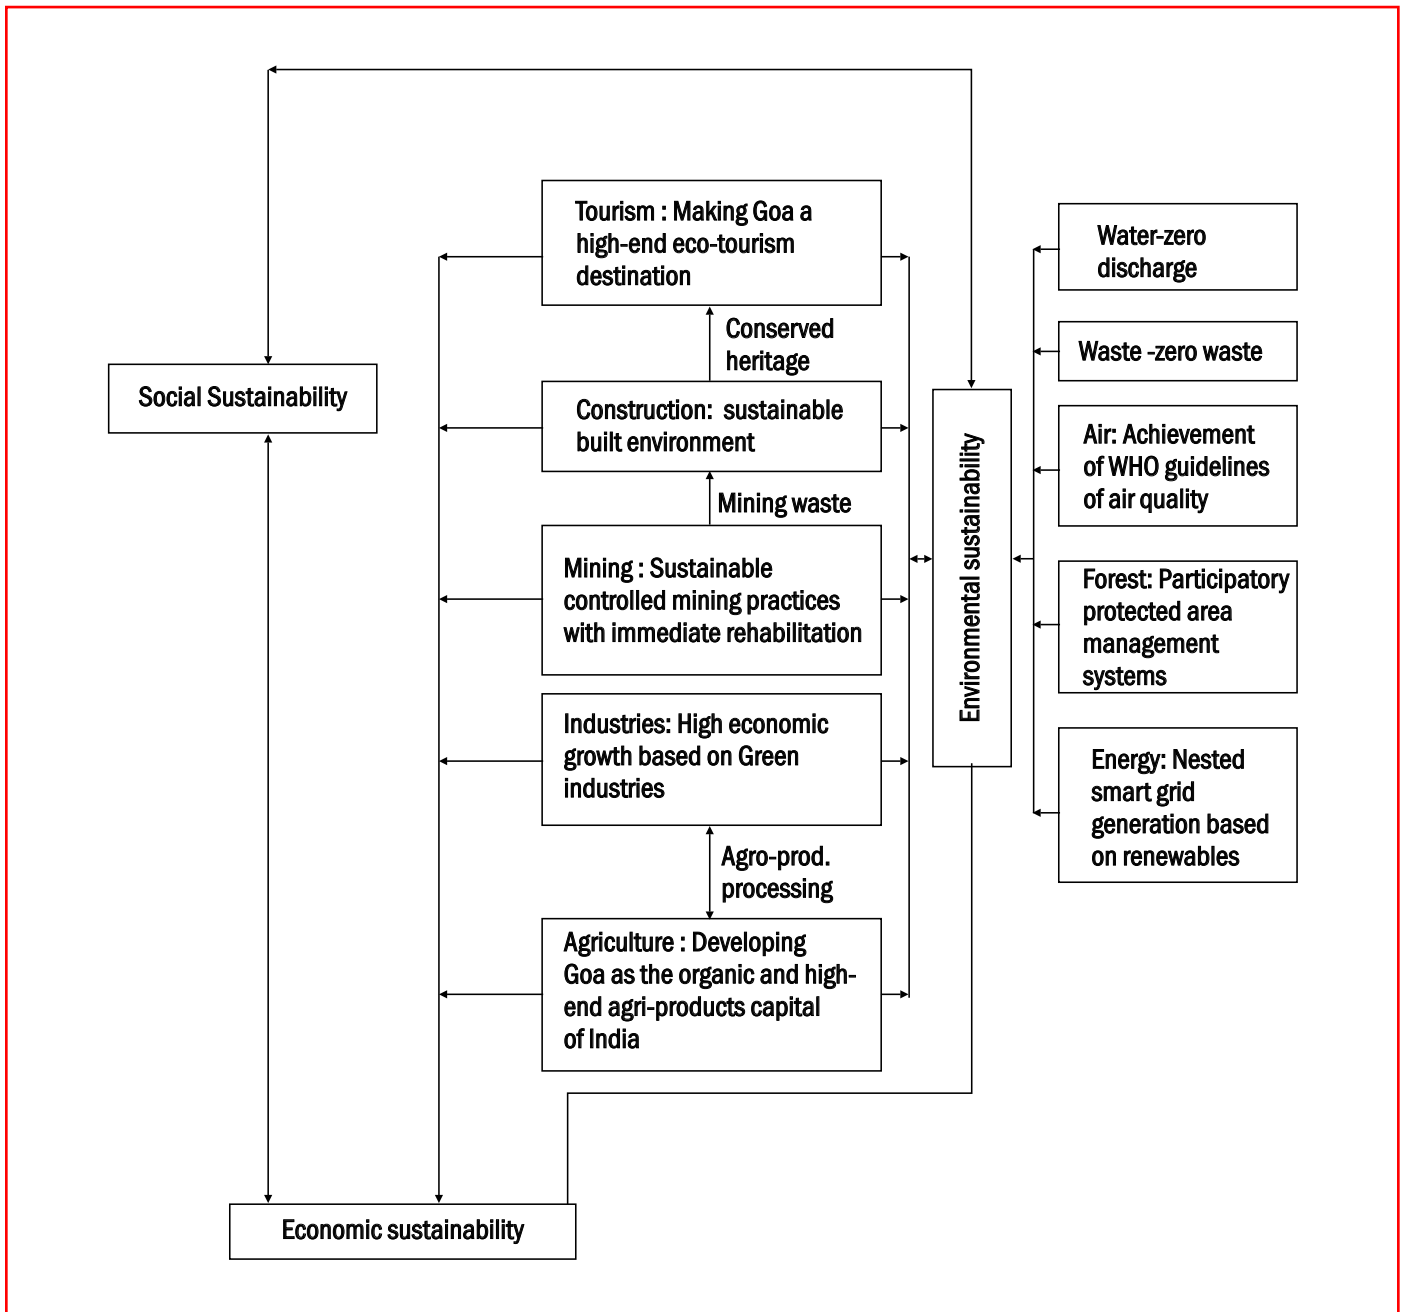 Tourism : Making Goa a
high-end eco-tourism
destination
Conserved
heritage
Construction:  sustainable
built environment
Mining waste
Mining : Sustainable
controlled mining practices
with immediate rehabilitation
Industries: High economic
growth based on Green
industries
Agro-prod.
processing
Agriculture : Developing
Goa as the organic and high-
end agri-products capital
of India
Social Sustainability
Economic sustainability
Environmental sustainability
Water-zero
discharge
Waste -zero waste
Air: Achievement
of WHO guidelines
of air quality
Forest: Participatory
protected area
management
systems
Energy: Nested
smart grid
generation based
on renewables